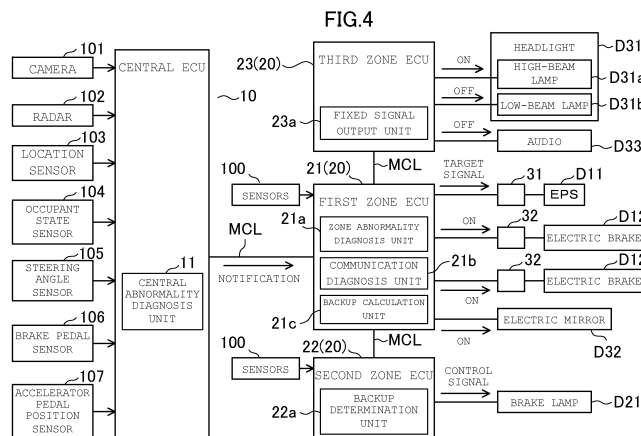 FIG.4
101
CAMERA
102
RADAR
103
LOCATION
SENSOR
104
OCCUPANT
STATE
SENSOR
105
STEERING
ANGLE
SENSOR
106
BRAKE PEDAL
SENSOR
107
ACCELERATOR
PEDAL
POSITION
SENSOR
CENTRAL ECU
10
11
CENTRAL
ABNORMALITY
DIAGNOSIS
UNIT
MCL
NOTIFICATION
23(20)
THIRD ZONE ECU
23a
FIXED SIGNAL
OUTPUT UNIT
ON
OFF
OFF
HEADLIGHT
D31
HIGH-BEAM
LAMP
D31a
LOW-BEAM LAMP
D31b
AUDIO
D33
MCL
100
SENSORS
21(20)
FIRST ZONE ECU
21a
ZONE ABNORMALITY
DIAGNOSIS UNIT
COMMUNICATION
DIAGNOSIS UNIT
21b
BACKUP CALCULATION
UNIT
21c
TARGET
SIGNAL
31
D11
EPS
ON
32
D12
ELECTRIC BRAKE
32
D12
ELECTRIC BRAKE
ON
ELECTRIC MIRROR
ON
D32
MCL
100
SENSORS
22(20)
SECOND ZONE ECU
22a
BACKUP
DETERMINATION
UNIT
CONTROL
SIGNAL
BRAKE LAMP
D21